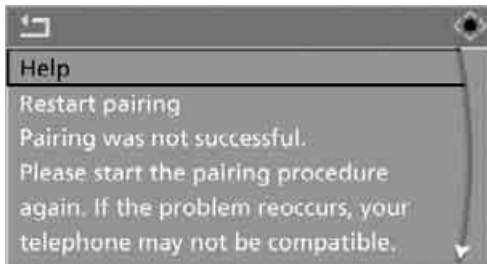 Help
Restart pairing
Pairing was not successful.
Please start the pairing procedure
again. If the problem reoccurs, your
telephone may not be compatible.